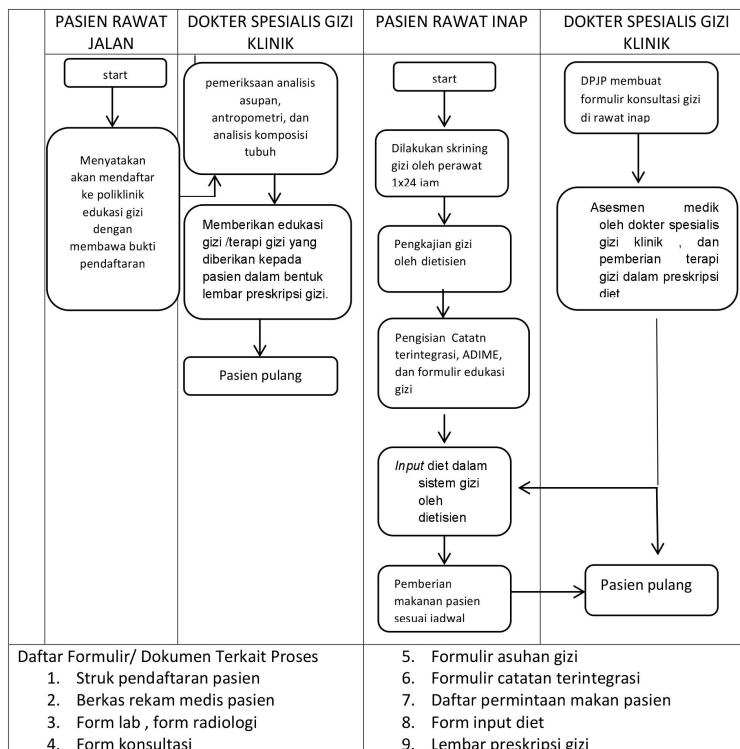 PASIEN RAWAT
JALAN
DOKTER SPESIALIS GIZI
KLINIK
PASIEN RAWAT INAP
DOKTER SPESIALIS GIZI
KLINIK
start
Menyatakan
akan mendaftar
ke poliklinik
edukasi gizi
dengan
membawa bukti
pendaftaran
pemeriksaan analisis
asupan,
antropometri, dan
analisis komposisi
tubuh
Memberikan edukasi
gizi /terapi gizi yang
diberikan kepada
pasien dalam bentuk
lembar preskripsi gizi.
Pasien pulang
start
Dilakukan skrining
gizi oleh perawat
1x24 jam
Pengkajian gizi
oleh dietisien
Pengisian Catatn
terintegrasi, ADIME,
dan formulir edukasi
gizi
Input diet dalam
sistem gizi
oleh
dietisien
Pemberian
makanan pasien
sesuai jadwal
DPJP membuat
formulir konsultasi gizi
di rawat inap
Asesmen medik
oleh dokter spesialis
gizi klinik , dan
pemberian terapi
gizi dalam preskripsi
diet
Pasien pulang
Daftar Formulir/ Dokumen Terkait Proses
1. Struk pendaftaran pasien
2. Berkas rekam medis pasien
3. Form lab , form radiologi
4. Form konsultasi
5. Formulir asuhan gizi
6. Formulir catatan terintegrasi
7. Daftar permintaan makan pasien
8. Form input diet
9. Lembar preskripsi gizi